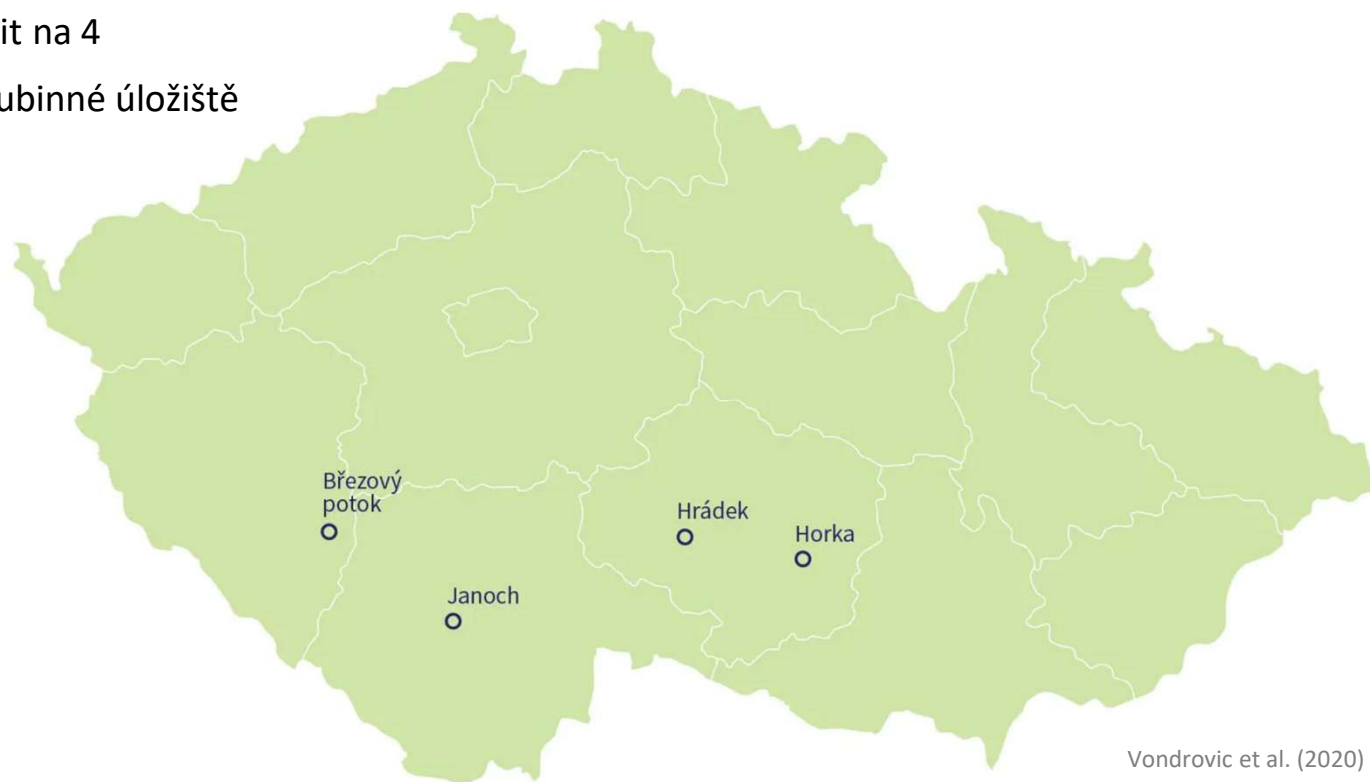 it na 4
ubinné úložiště
Březový
potok
Hrádek
Horka
Janoch
Vondrovic et al. (2020)